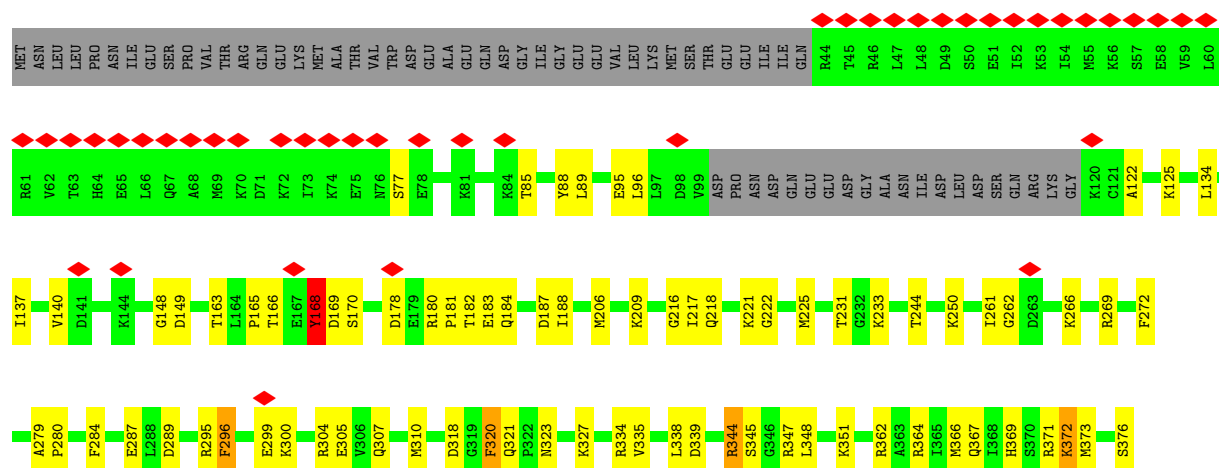 MET ASN LEU LEU PRO ASN ILE GLU SER PRO VAL THR ARG GLN GLU LYS MET ALA THR VAL TRP ASP GLU ALA GLU GLN ASP GLY ILE GLY GLU GLU VAL LEU LYS MET SER THR GLU GLU ILE ILE GLN R44 T45 R46 L47 L48 D49 S50 E51 I52 K53 I54 M55 K56 S57 E58 V59 L60
R61 V62 T63 H64 E65 L66 Q67 A68 M69 K70 D71 K72 I73 K74 E75 N76 S77 E78 K81 K84 T85 Y88 L89 E95 L96 L97 D98 V99 ASP PRO ASN ASP GLN GLU GLU ASP GLY ALA ASN ILE ASP LEU ASP SER GLN ARG LYS GLY K120 C121 A122 K125 L134
I137 V140 D141 K144 G148 D149 T163 L164 P165 T166 E167 Y168 D169 S170 D178 E179 R180 P181 T182 E183 Q184 D187 I188 M206 K209 G216 I217 Q218 K221 G222 M225 T231 G232 K233 T244 K250 I261 G262 D263 K266 R269 F272
A279 P280 F284 E287 L288 D289 R295 F296 E299 K300 R304 E305 V306 Q307 M310 D318 G319 F320 Q321 P322 N323 K327 R334 V335 L338 D339 R344 S345 G346 R347 L348 K351 R362 A363 R364 I365 M366 Q367 I368 H369 S370 R371 K372 M373 S376